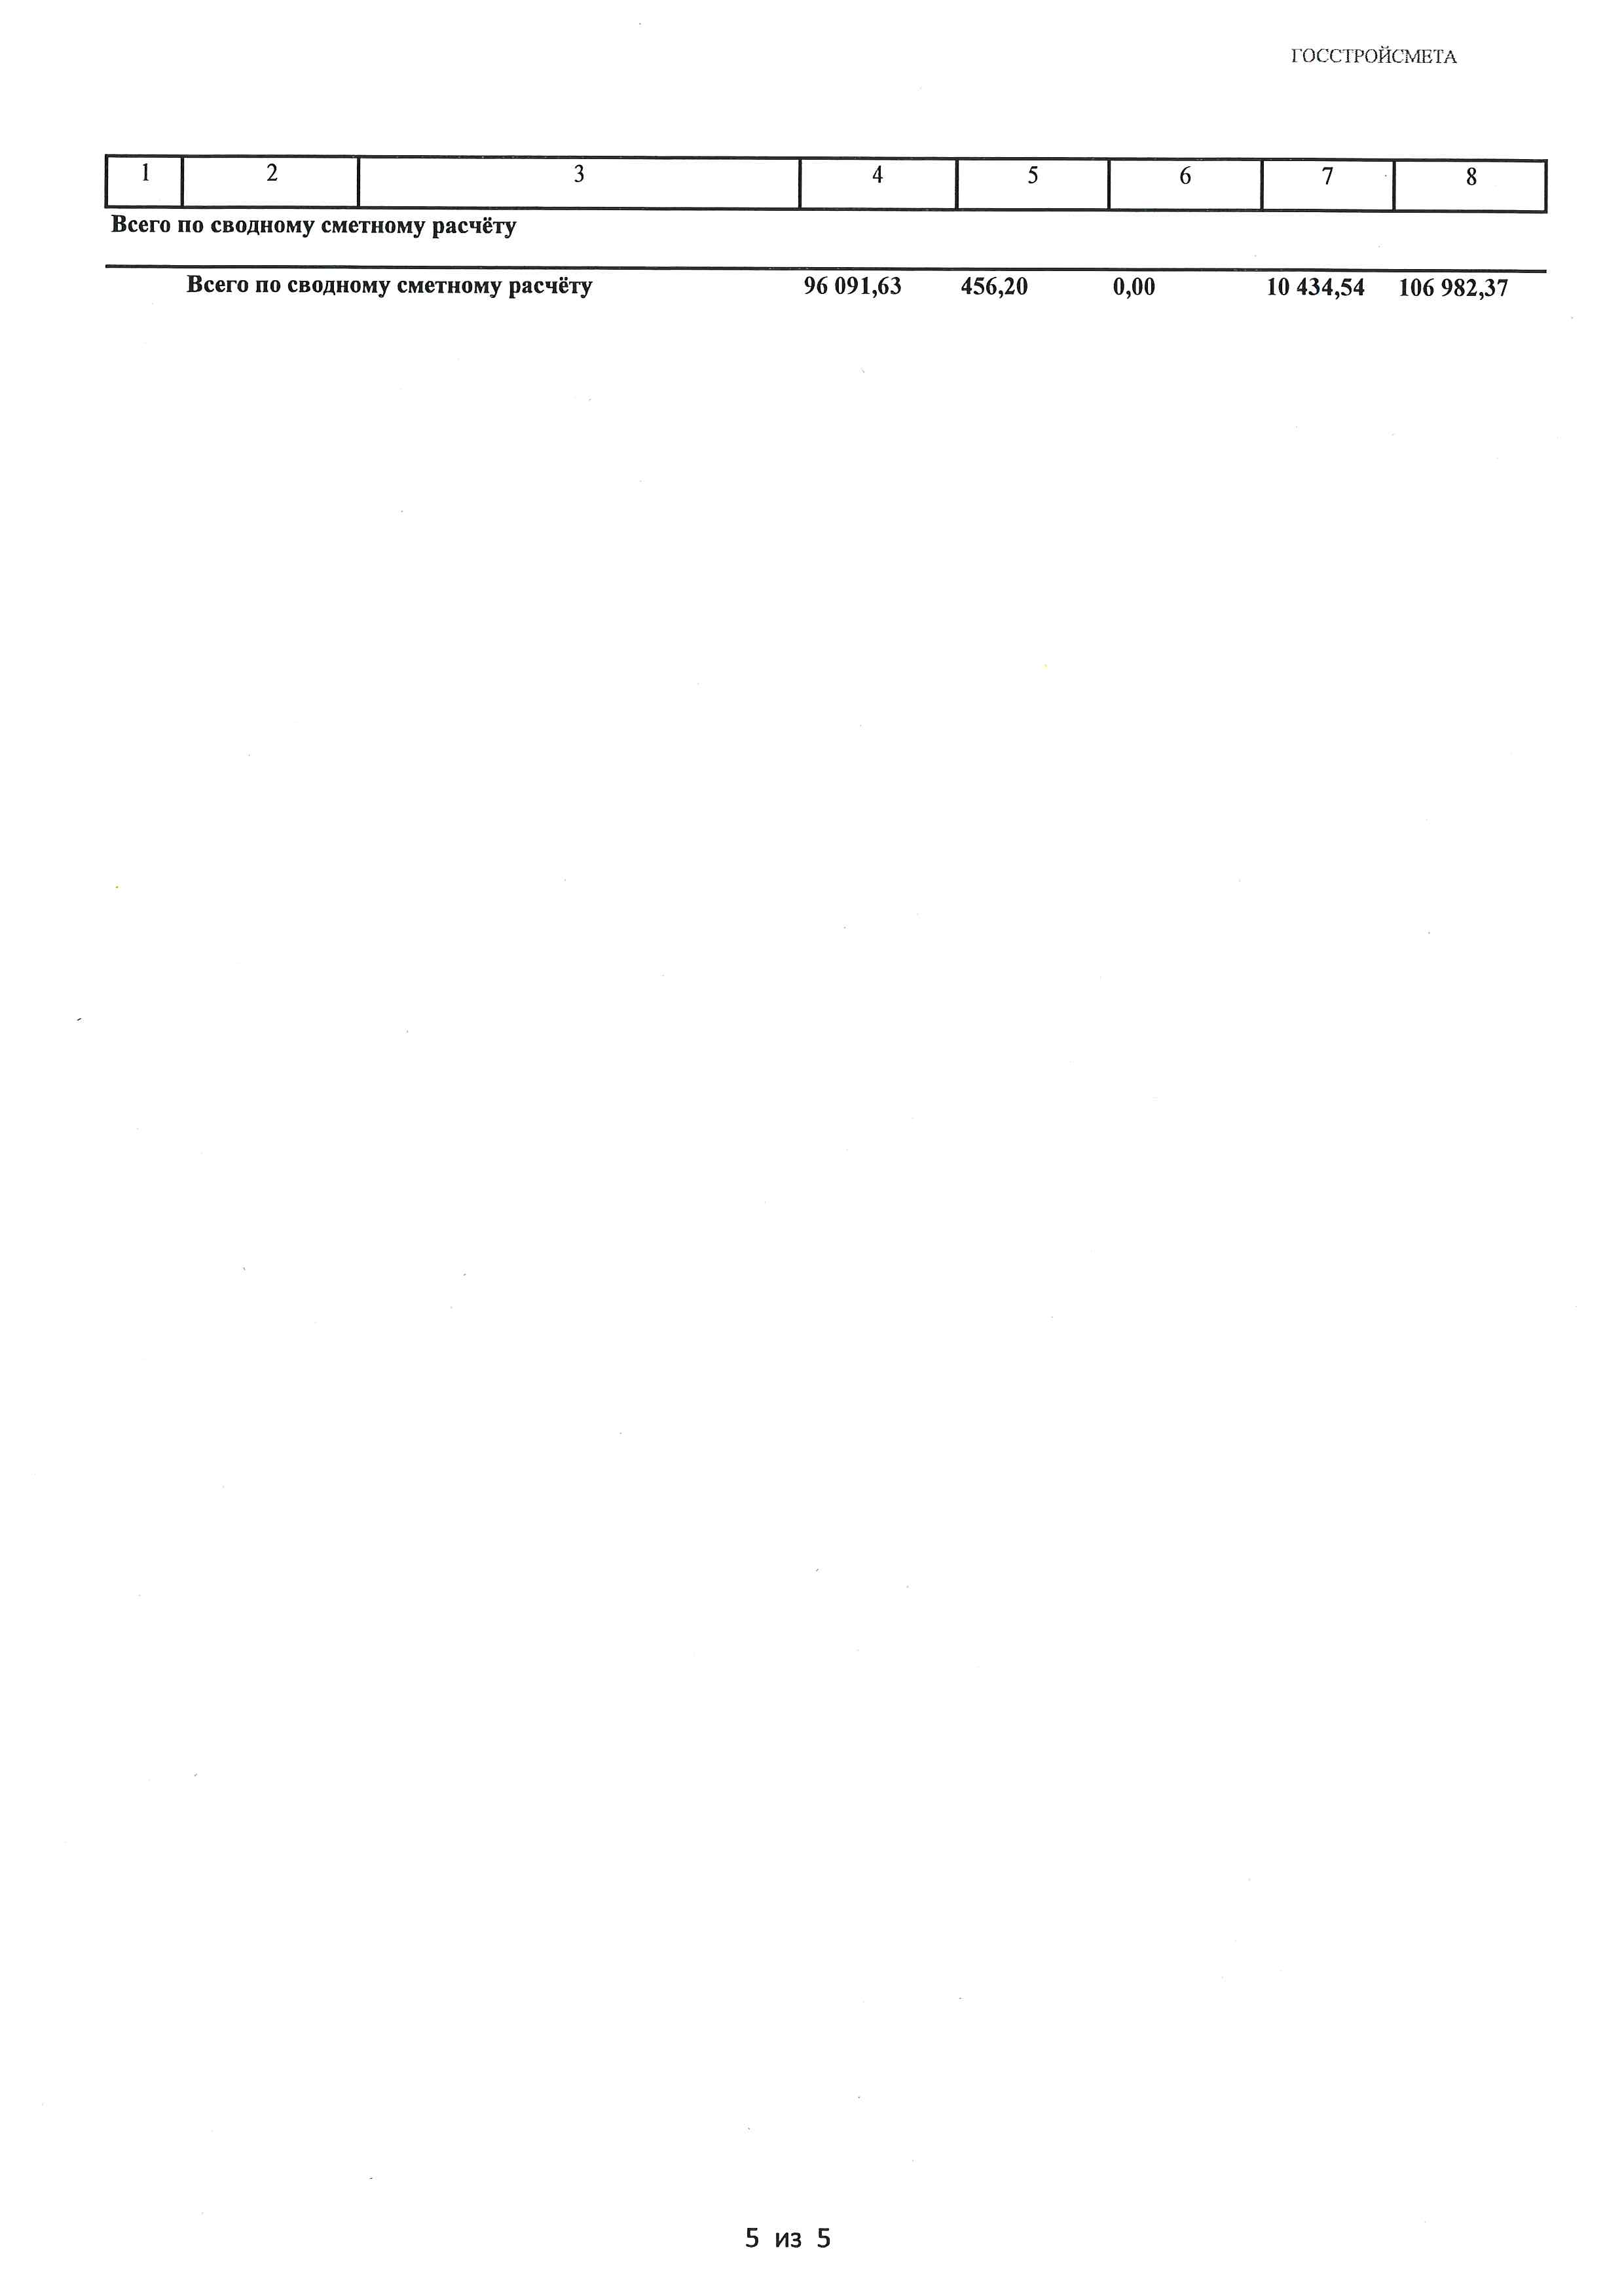 ГОССТРОЙСМЕТА
1 2 3 4 5 6 7 8
Всего по сводному сметному расчёту
Всего по сводному сметному расчёту 96 091,63 456,20 0,00 10 434,54 106 982,37
5 из 5